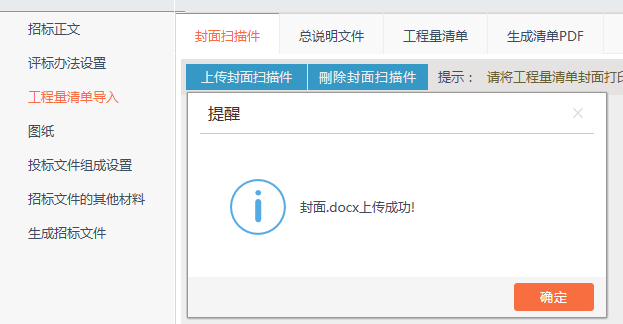 招标正文
评标办法设置
工程量清单导入
图纸
投标文件组成设置
招标文件的其他材料
生成招标文件
封面扫描件
总说明文件
工程量清单
生成清单PDF
上传封面扫描件
刪除封面扫描件
提示：
请将工程量清单封面打印
提醒
封面.docx上传成功!
确定